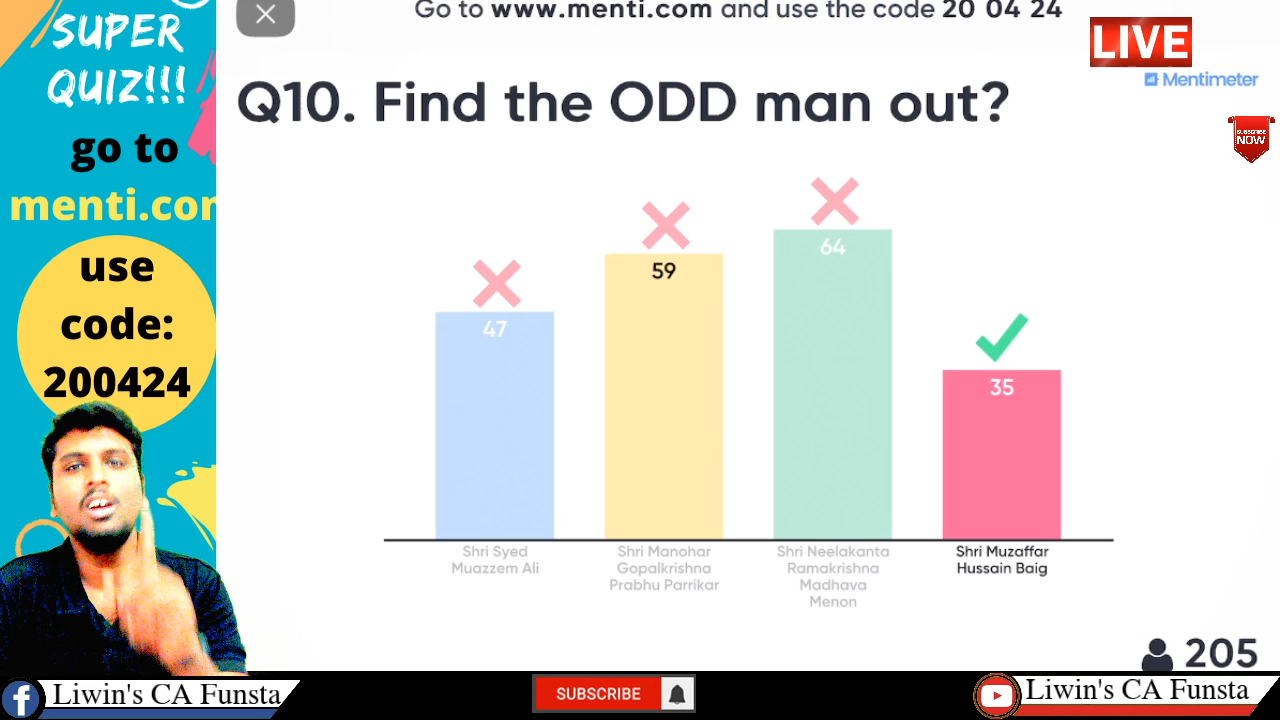 SUPER
QUIZ!!!
go to
menti.com
use
code:
200424
Go to www.menti.com and use the code 20 04 24
LIVE
Mentimeter
SUBSCRIBE
NOW
Q10. Find the ODD man out?
47
59
64
35
Shri Syed
Muazzem Ali
Shri Manohar
Gopalkrishna
Prabhu Parrikar
Shri Neelakanta
Ramakrishna
Madhava
Menon
Shri Muzaffar
Hussain Baig
205
Liwin's CA Funsta
SUBSCRIBE
Liwin's CA Funsta